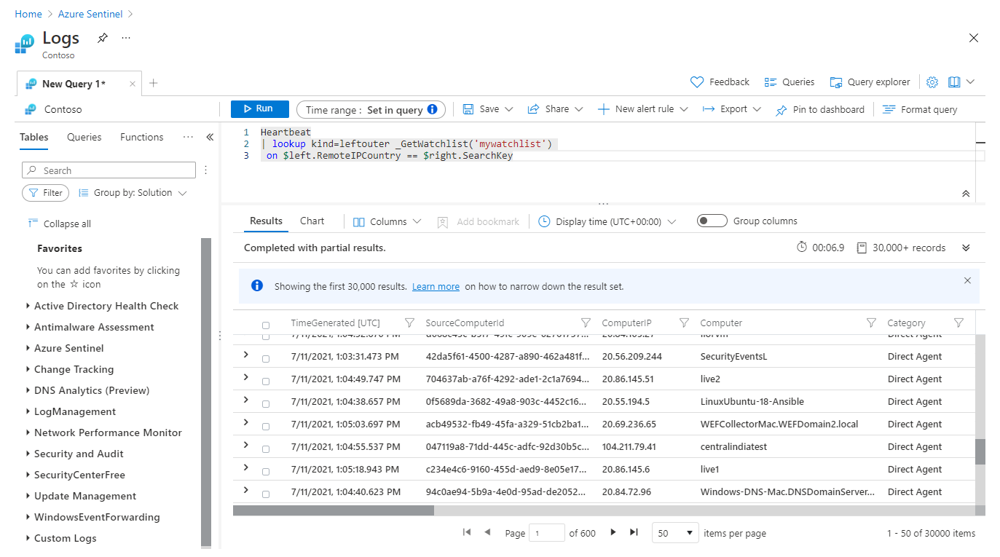 Home > Azure Sentinel >
Logs
Contoso
New Query 1*
Feedback
Queries
Query explorer
Contoso
Run
Time range : Set in query
Save
Share
New alert rule
Export
Pin to dashboard
Format query
Tables
Queries
Functions
Search
Filter
Group by: Solution
Collapse all
Favorites
You can add favorites by clicking
on the ☆ icon
Active Directory Health Check
Antimalware Assessment
Azure Sentinel
Change Tracking
DNS Analytics (Preview)
LogManagement
Network Performance Monitor
Security and Audit
SecurityCenterFree
Update Management
WindowsEventForwarding
Custom Logs
1 Heartbeat
2 | lookup kind=leftouter _GetWatchlist('mywatchlist')
3 on $left.RemoteIPCountry == $right.SearchKey
Results
Chart
Columns
Add bookmark
Display time (UTC+00:00)
Group columns
Completed with partial results.
00:06.9
30,000+ records
Showing the first 30,000 results. Learn more on how to narrow down the result set.
TimeGenerated [UTC] SourceComputerId ComputerIP Computer Category
Direct Agent
7/11/2021, 1:03:31.473 PM 42da5f61-4500-4287-a890-462a481f... 20.56.209.244 SecurityEventsL Direct Agent
7/11/2021, 1:04:49.747 PM 704637ab-a76f-4292-ade1-2c1a7694... 20.86.145.51 live2 Direct Agent
7/11/2021, 1:04:38.657 PM 0f5689da-3682-49a8-903c-4452c16... 20.55.194.5 LinuxUbuntu-18-Ansible Direct Agent
7/11/2021, 1:05:03.697 PM acb49532-fb49-45fa-a329-51cb2ba1... 20.69.236.65 WEFCollectorMac.WEFDomain2.local Direct Agent
7/11/2021, 1:04:55.537 PM 047119a8-71dd-445c-adfc-92d30b5c... 104.211.79.41 centralindiatest Direct Agent
7/11/2021, 1:05:18.943 PM c234e4c6-9160-455d-aed9-8e05e17... 20.86.145.6 live1 Direct Agent
7/11/2021, 1:04:40.623 PM 94c0ae94-5b9a-4e0d-95ad-de2052... 20.84.72.96 Windows-DNS-Mac.DNSDomainServer... Direct Agent
Page 1 of 600
50 items per page
1 - 50 of 30000 items